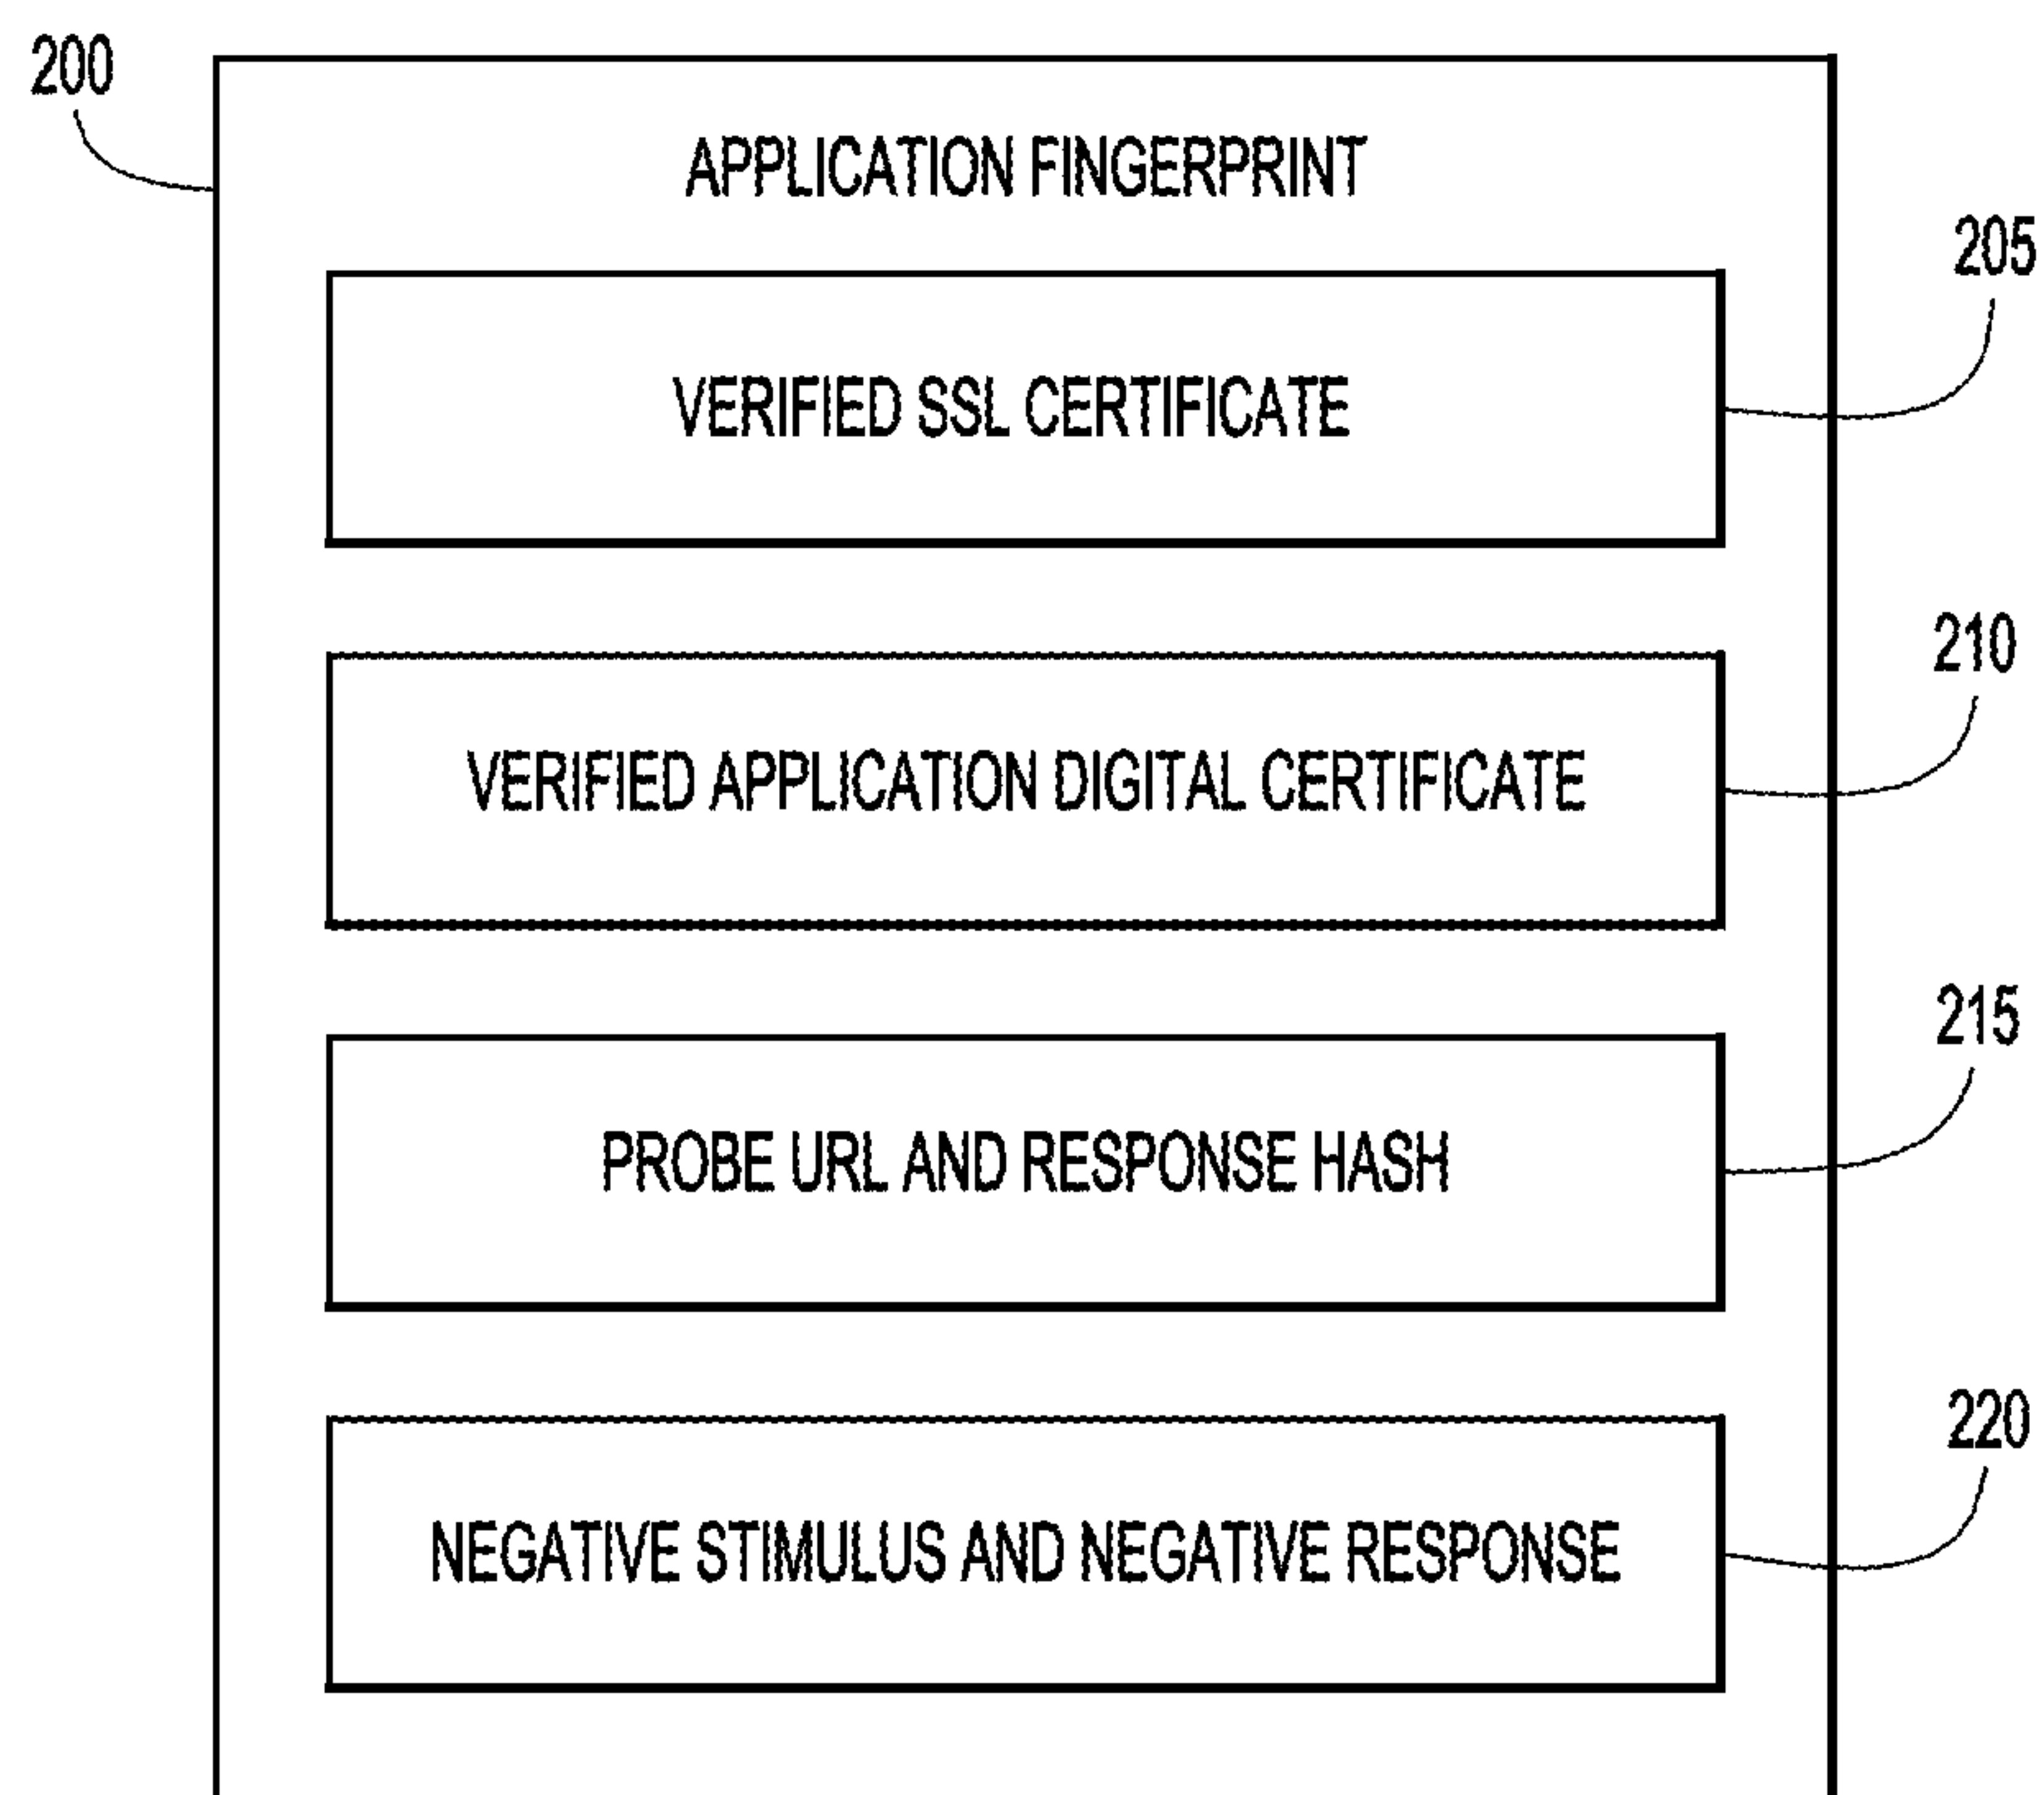 200
APPLICATION FINGERPRINT
205
VERIFIED SSL CERTIFICATE
210
VERIFIED APPLICATION DIGITAL CERTIFICATE
215
PROBE URL AND RESPONSE HASH
220
NEGATIVE STIMULUS AND NEGATIVE RESPONSE